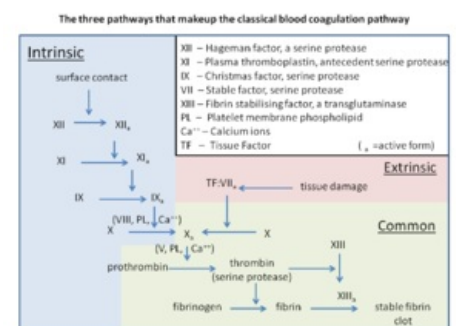 The three pathways that makeup the classical blood coagulation pathway
Intrinsic
surface contact
XII XIIₐ
XI XIₐ
IX IXₐ
(VIII, PL, Ca⁺⁺)
X Xₐ X
(V, PL, Ca⁺⁺)
XII – Hageman factor, a serine protease
XI – Plasma thromboplastin, antecedent serine protease
IX – Christmas factor, serine protease
VII – Stable factor, serine protease
XIII – Fibrin stabilising factor, a transglutaminase
PL – Platelet membrane phospholipid
Ca⁺⁺ – Calcium ions
TF – Tissue Factor (ₐ =active form)
Extrinsic
TF:VIIₐ tissue damage
Common
XIII
prothrombin thrombin
(serine protease)
XIIIₐ
fibrinogen fibrin stable fibrin
clot